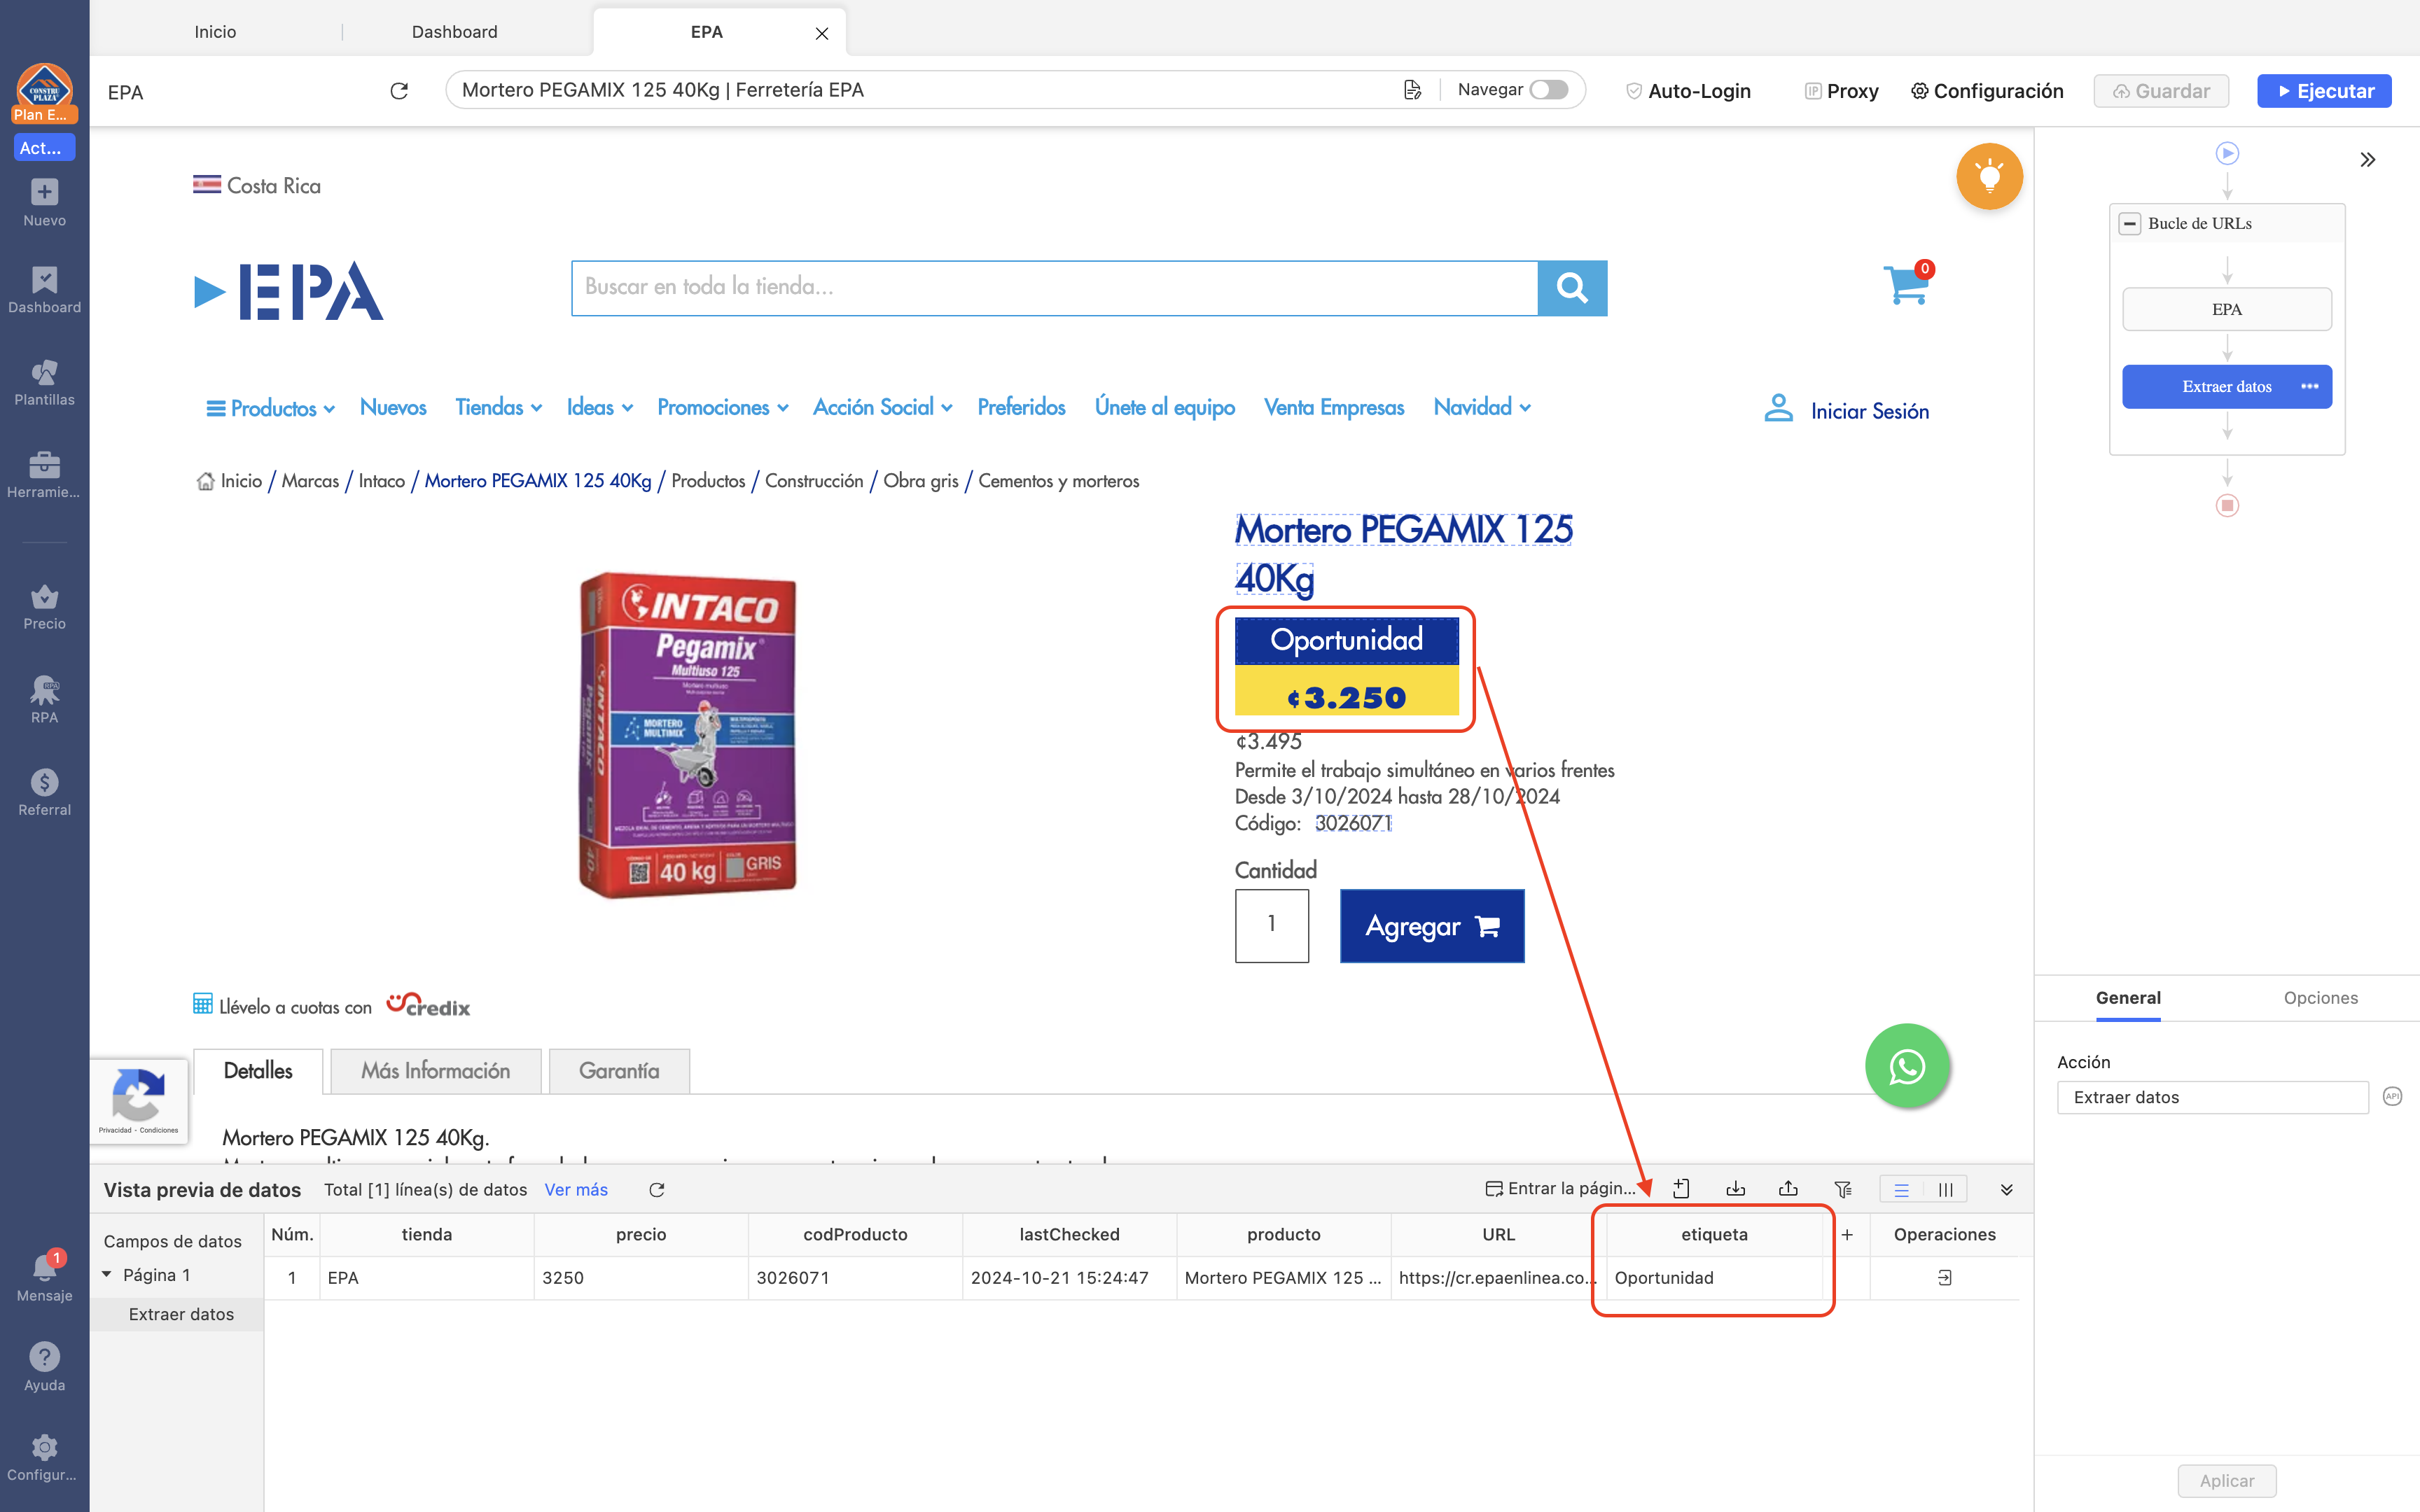 Inicio
Dashboard
EPA
EPA
Mortero PEGAMIX 125 40Kg | Ferretería EPA
Navegar
Auto-Login
IP Proxy
Configuración
Guardar
Ejecutar
CONSTRU PLAZA
Plan E...
Act...
Nuevo
Dashboard
Plantillas
Herramie...
Precio
RPA
RPA
Referral
1
Mensaje
Ayuda
Configur...
Costa Rica
EPA
Buscar en toda la tienda...
0
Productos
Nuevos
Tiendas
Ideas
Promociones
Acción Social
Preferidos
Únete al equipo
Venta Empresas
Navidad
Iniciar Sesión
Inicio / Marcas / Intaco / Mortero PEGAMIX 125 40Kg / Productos / Construcción / Obra gris / Cementos y morteros
INTACO
Pegamix
Multiuso 125
MORTERO
MULTIMIX
Pegamix
INTACO
40 kg
GRIS
Mortero PEGAMIX 125
40Kg
Oportunidad
¢3.250
¢3.495
Permite el trabajo simultáneo en varios frentes
Desde 3/10/2024 hasta 28/10/2024
Código: 3026071
Cantidad
1
Agregar
Llévelo a cuotas con credix
Detalles
Más Información
Garantía
Privacidad - Condiciones
Mortero PEGAMIX 125 40Kg.
Bucle de URLs
EPA
Extraer datos
General
Opciones
Acción
Extraer datos
API
Aplicar
Vista previa de datos
Total [1] línea(s) de datos
Ver más
Entrar la págin...
Campos de datos
Página 1
Extraer datos
Núm. tienda precio codProducto lastChecked producto URL etiqueta + Operaciones
1 EPA 3250 3026071 2024-10-21 15:24:47 Mortero PEGAMIX 125 ... https://cr.epaenlinea.co... Oportunidad